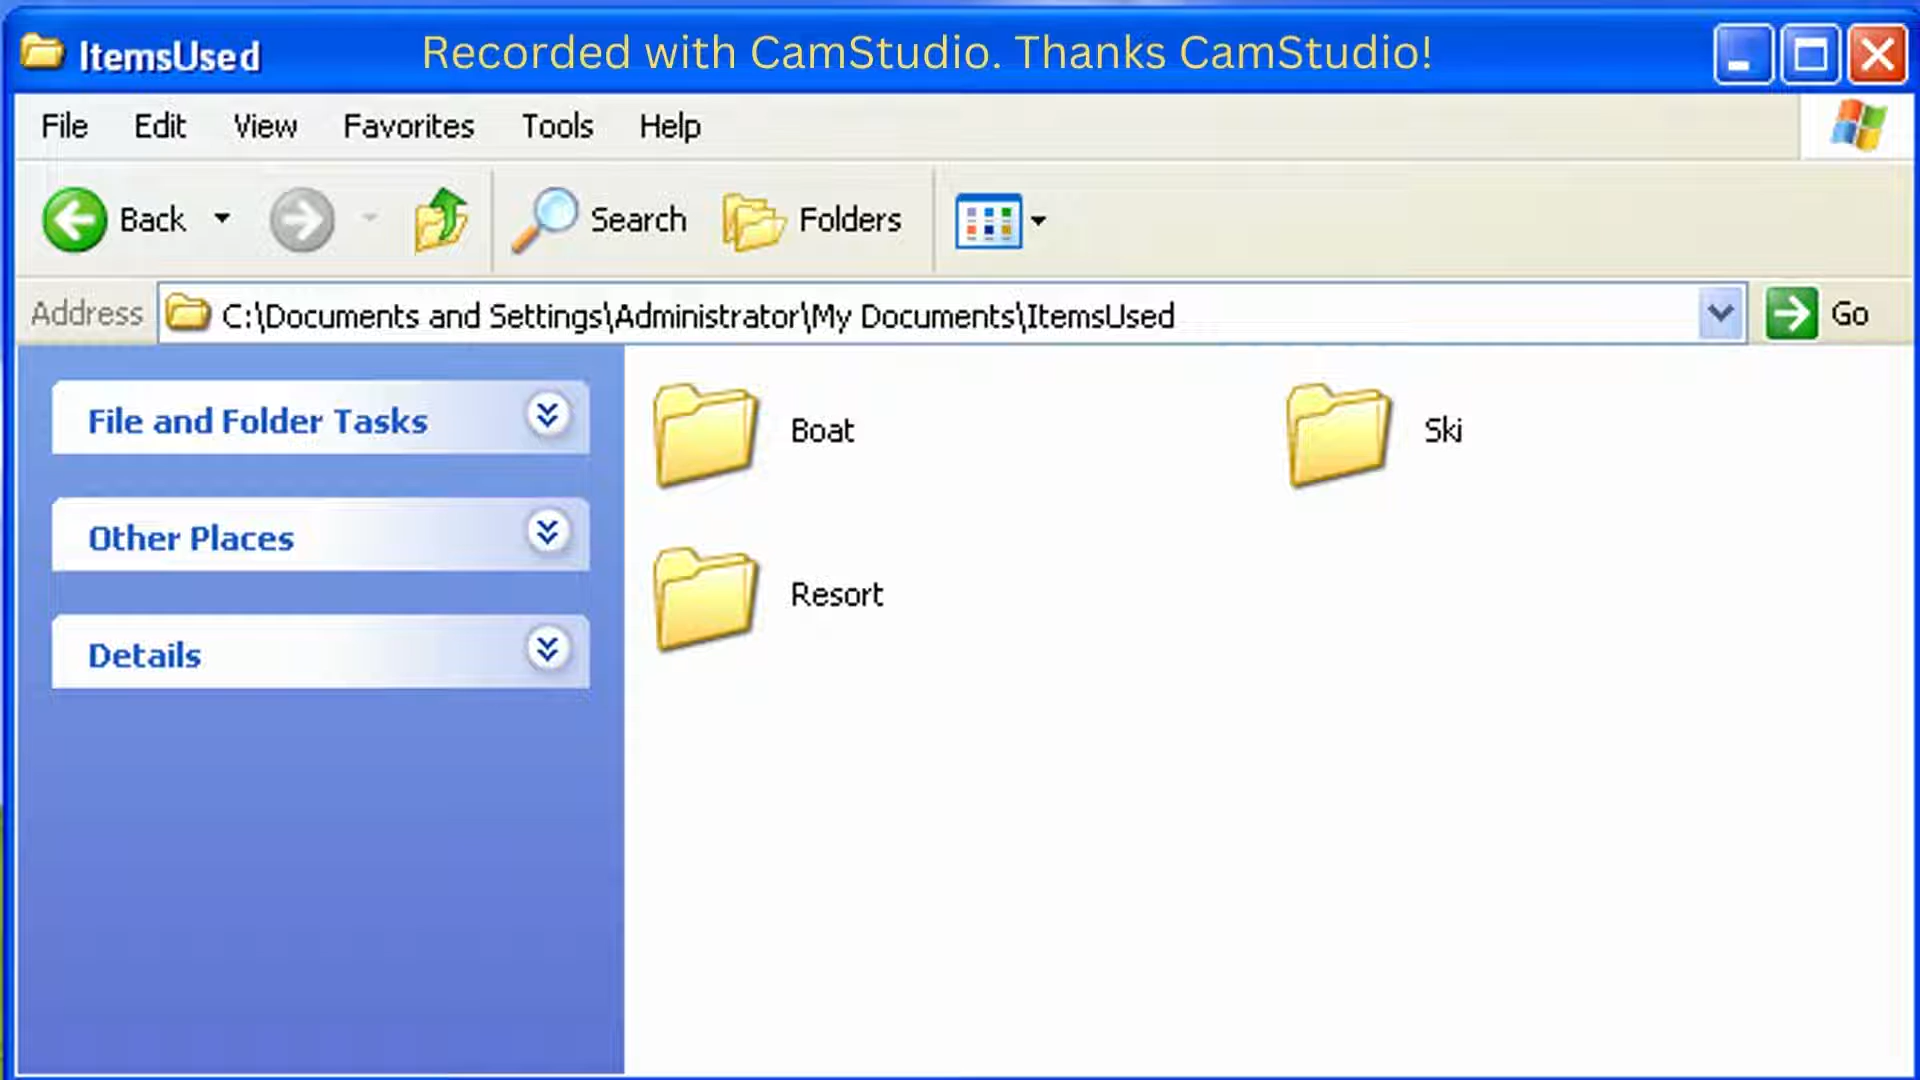 ItemsUsed
Recorded with CamStudio. Thanks CamStudio!
File Edit View Favorites Tools Help
Back Search Folders
Address C:\Documents and Settings\Administrator\My Documents\ItemsUsed Go
File and Folder Tasks
Other Places
Details
Boat
Ski
Resort